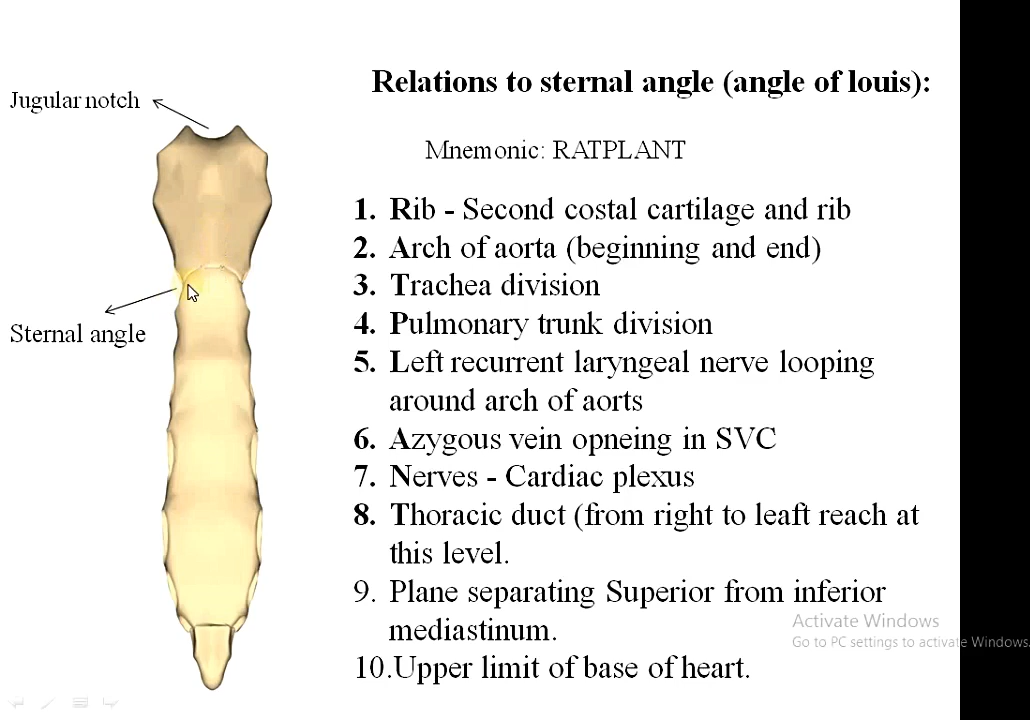 Relations to sternal angle (angle of louis):
Jugular notch
Mnemonic: RATPLANT
1. Rib - Second costal cartilage and rib
2. Arch of aorta (beginning and end)
3. Trachea division
Sternal angle
4. Pulmonary trunk division
5. Left recurrent laryngeal nerve looping
around arch of aorts
6. Azygous vein opneing in SVC
7. Nerves - Cardiac plexus
8. Thoracic duct (from right to leaft reach at
this level.
9. Plane separating Superior from inferior
mediastinum.
10.Upper limit of base of heart.
Activate Windows
Go to PC settings to activate Windows.